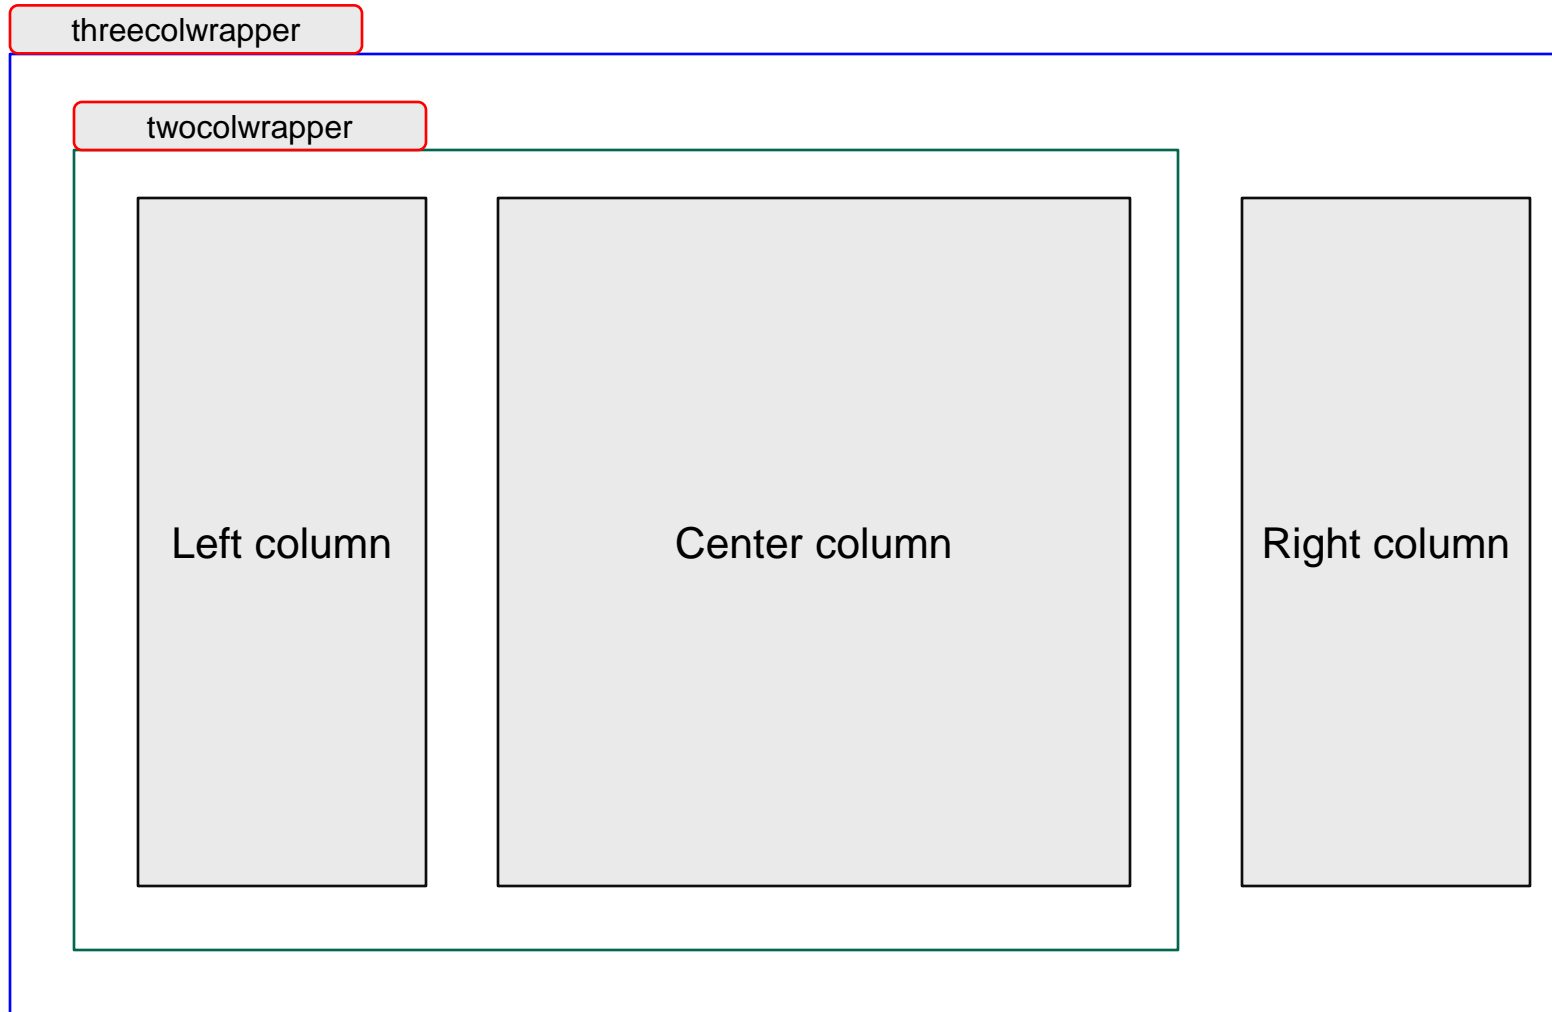 threecolwrapper
twocolwrapper
Left column
Center column
Right column